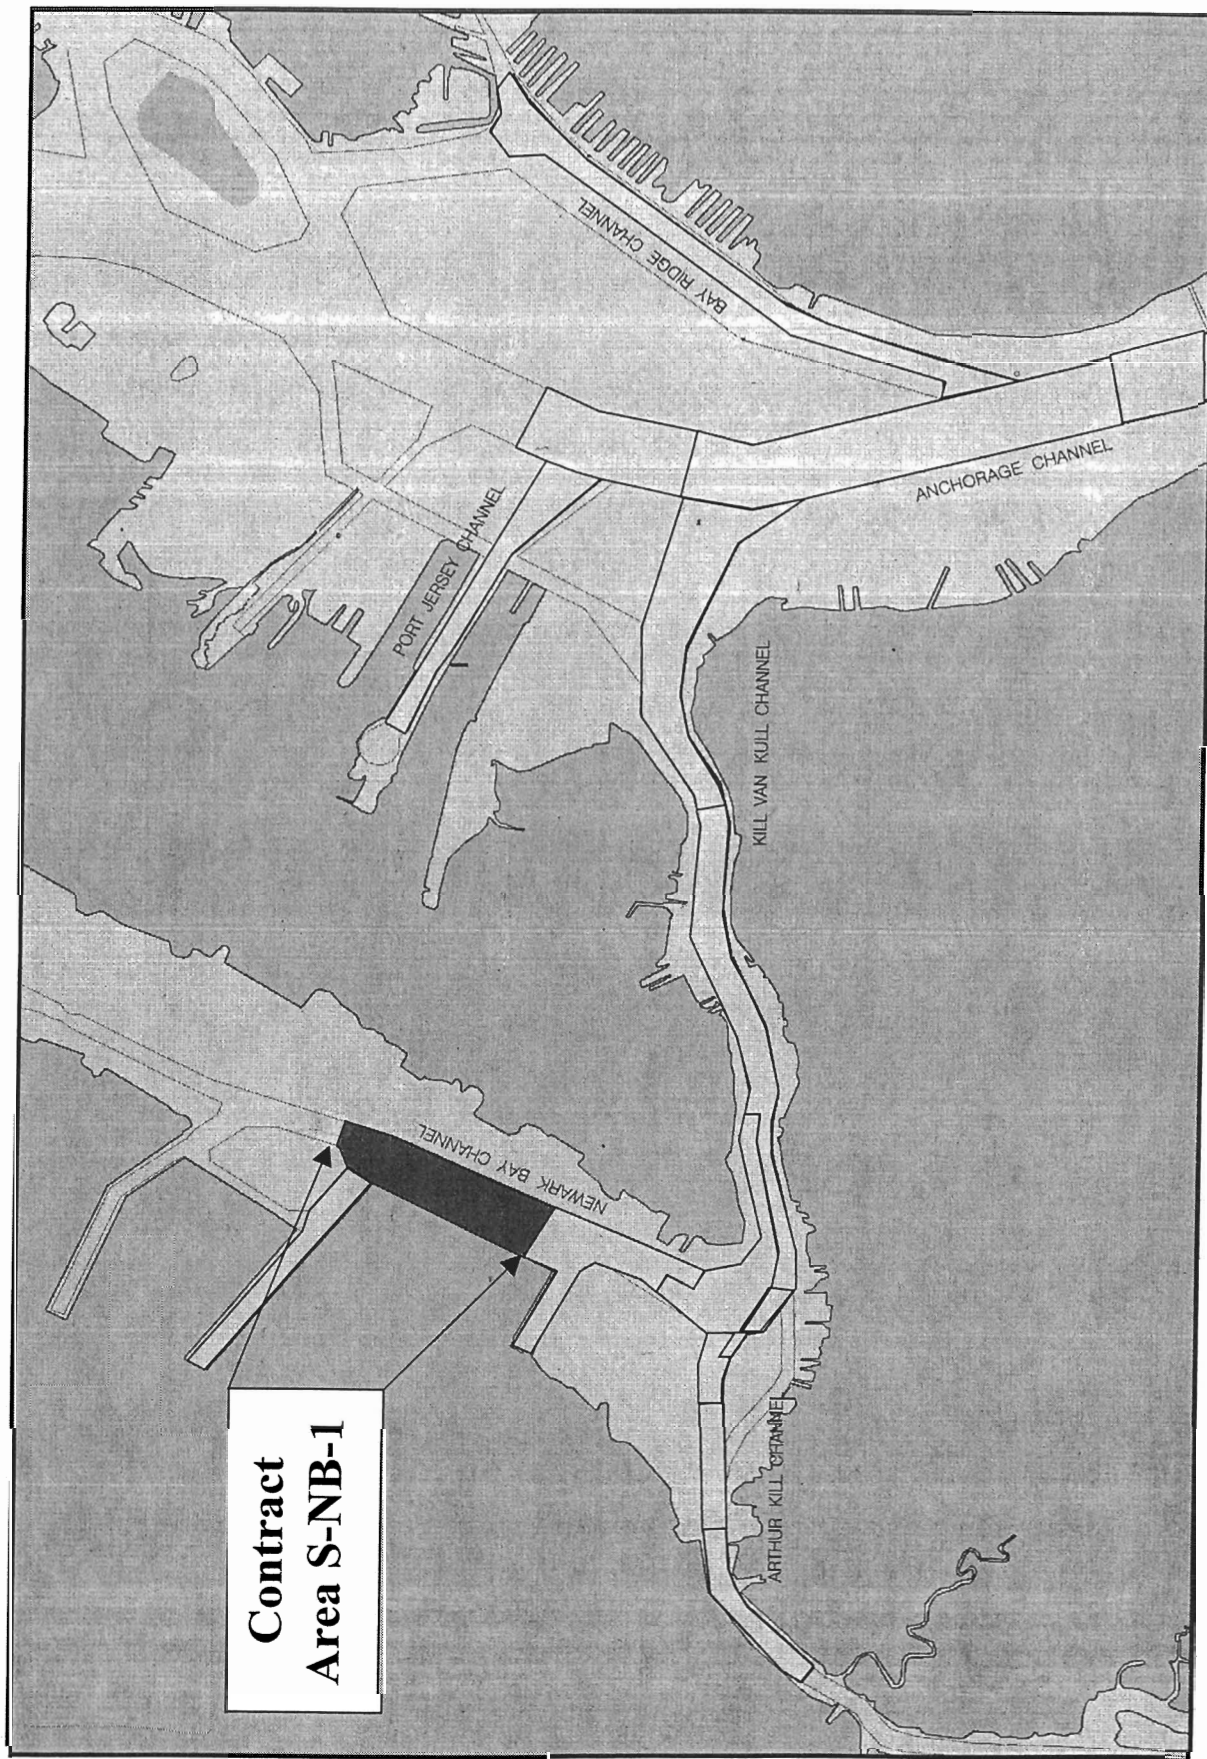 Contract
Area S-NB-1
NEWARK BAY CHANNEL
ARTHUR KILL CHANNEL
KILL VAN KULL CHANNEL
PORT JERSEY CHANNEL
BAY RIDGE CHANNEL
ANCHORAGE CHANNEL